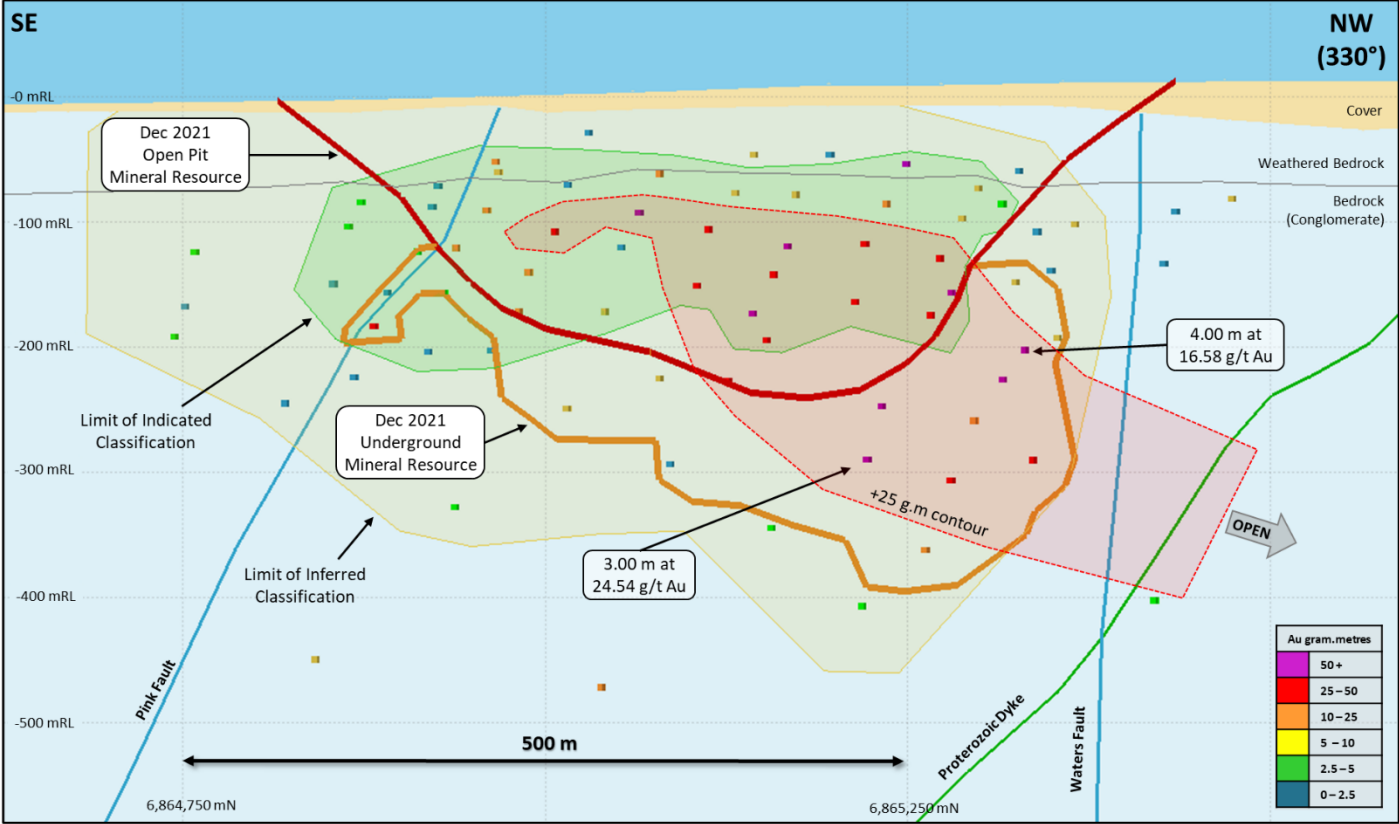 SE
NW
(330°)
-0 mRL
Cover
Dec 2021
Open Pit
Mineral Resource
Weathered Bedrock
Bedrock
(Conglomerate)
-100 mRL
-200 mRL
4.00 m at
16.58 g/t Au
Limit of Indicated
Classification
Dec 2021
Underground
Mineral Resource
-300 mRL
+25 g.m contour
OPEN
3.00 m at
24.54 g/t Au
Limit of Inferred
Classification
-400 mRL
Pink Fault
-500 mRL
500 m
Proterozoic Dyke
Waters Fault
6,864,750 mN
6,865,250 mN
Au gram.metres
50 +
25 – 50
10 – 25
5 – 10
2.5 – 5
0 – 2.5